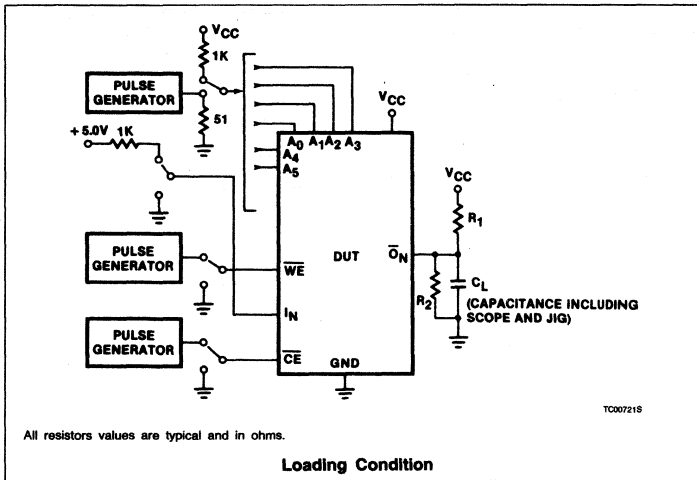 VCC
1K
PULSE
GENERATOR
51
+ 5.0V 1K
VCC
A0 A1 A2 A3
A4
A5
VCC
R1
PULSE
GENERATOR
WE
DUT
ON
R2
CL
(CAPACITANCE INCLUDING
SCOPE AND JIG)
IN
PULSE
GENERATOR
CE
GND
TC00721S
All resistors values are typical and in ohms.
Loading Condition